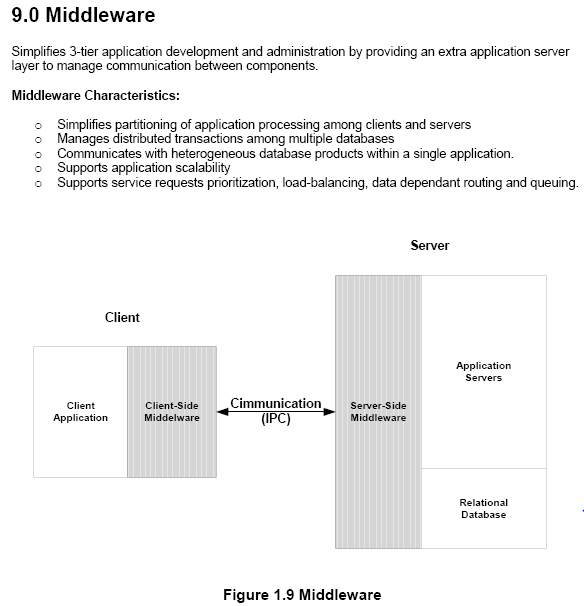 9.0 Middleware
Simplifies 3-tier application development and administration by providing an extra application server
layer to manage communication between components.
Middleware Characteristics:
o Simplifies partitioning of application processing among clients and servers
o Manages distributed transactions among multiple databases
o Communicates with heterogeneous database products within a single application.
o Supports application scalability
o Supports service requests prioritization, load-balancing, data dependant routing and queuing.
Server
Client
Application
Servers
Client
Application
Client-Side
Middelware
Cimmunication
(IPC)
Server-Side
Middleware
Relational
Database
Figure 1.9 Middleware